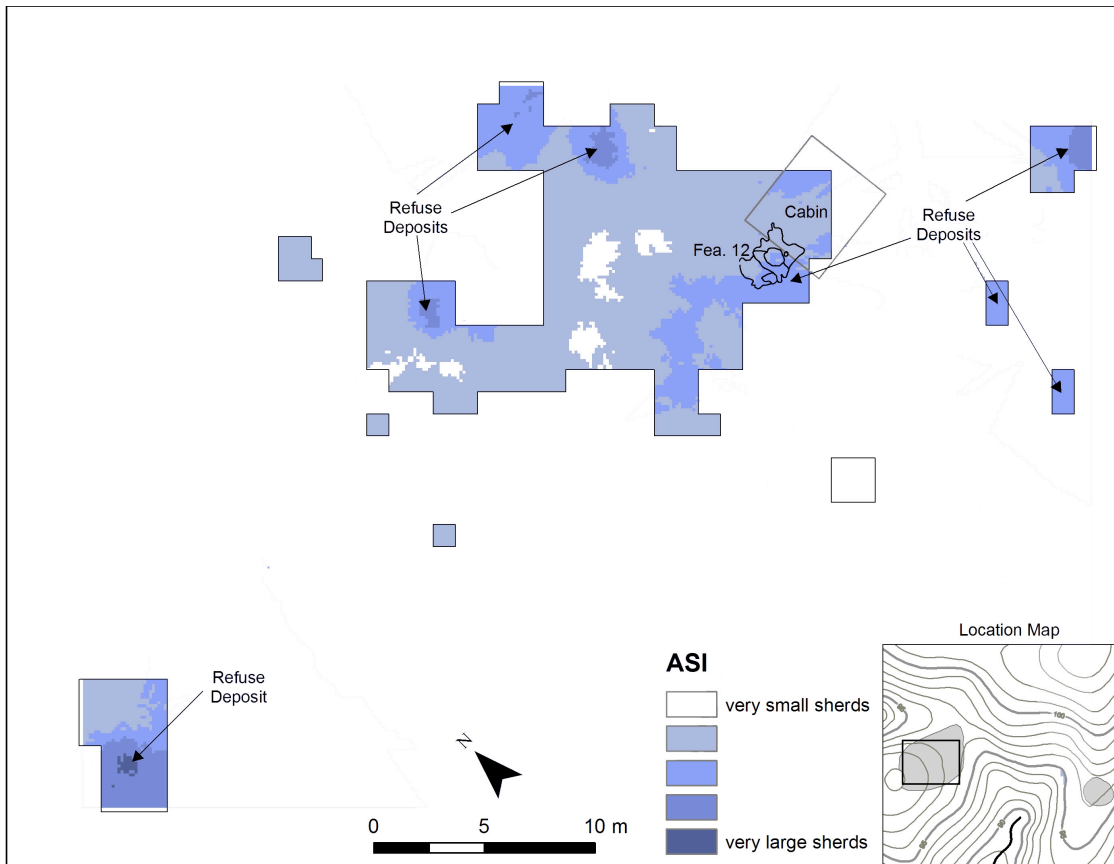 Refuse
Deposits
Cabin
Fea. 12
Refuse
Deposits
Refuse
Deposit
N
0 5 10 m
ASI
very small sherds
very large sherds
Location Map
100